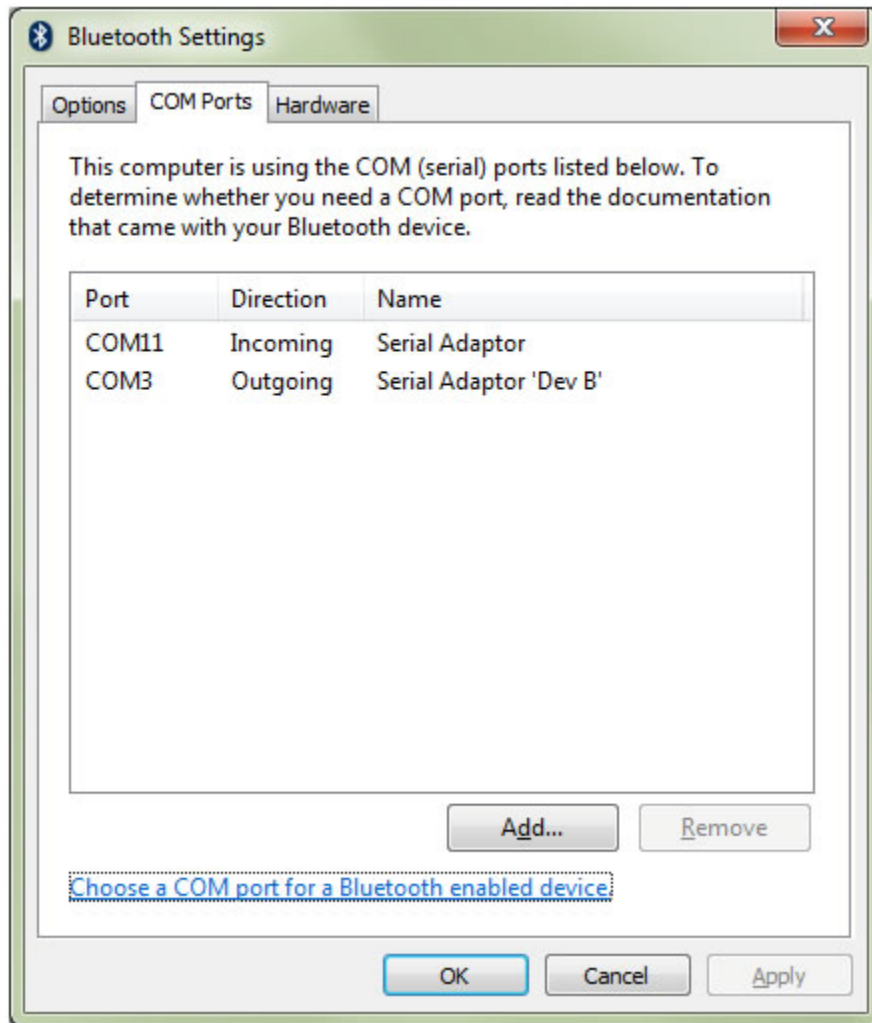 Bluetooth Settings
Options COM Ports Hardware
This computer is using the COM (serial) ports listed below. To
determine whether you need a COM port, read the documentation
that came with your Bluetooth device.
Port Direction Name
COM11 Incoming Serial Adaptor
COM3 Outgoing Serial Adaptor 'Dev B'
Add... Remove
Choose a COM port for a Bluetooth enabled device.
OK Cancel Apply